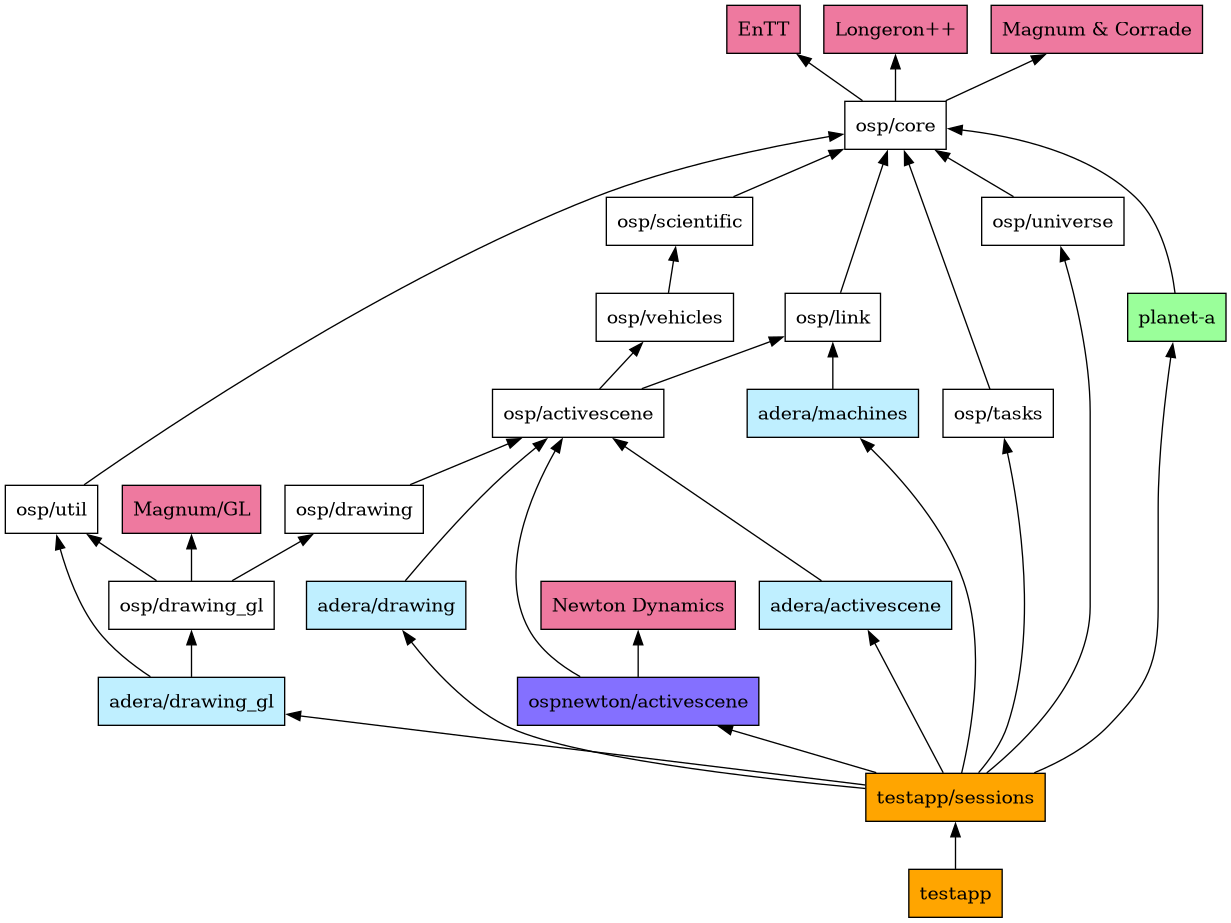 EnTT
Longeron++
Magnum & Corrade
osp/core
osp/scientific
osp/universe
osp/vehicles
osp/link
planet-a
osp/activescene
adera/machines
osp/tasks
osp/util
Magnum/GL
osp/drawing
osp/drawing_gl
adera/drawing
Newton Dynamics
adera/activescene
adera/drawing_gl
ospnewton/activescene
testapp/sessions
testapp